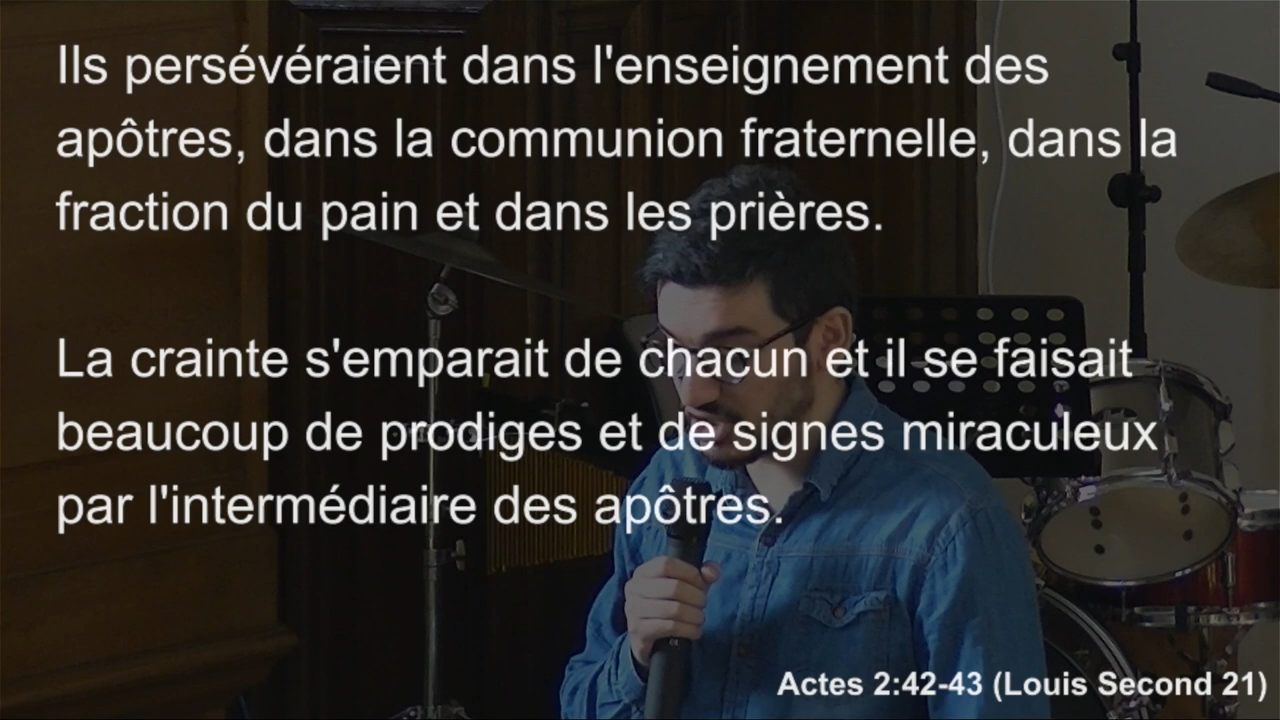 Ils persévéraient dans l'enseignement des
apôtres, dans la communion fraternelle, dans la
fraction du pain et dans les prières.
La crainte s'emparait de chacun et il se faisait
beaucoup de prodiges et de signes miraculeux
par l'intermédiaire des apôtres.
Actes 2:42-43 (Louis Second 21)